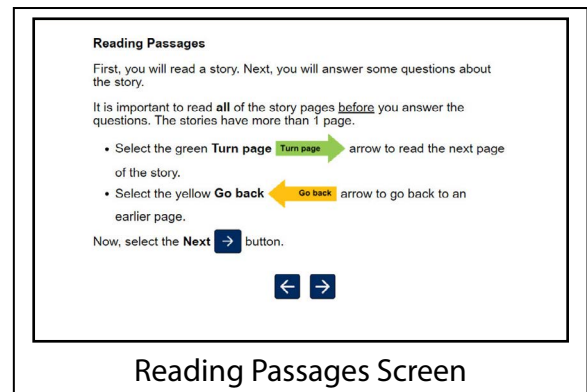 Reading Passages
First, you will read a story. Next, you will answer some questions about
the story.
It is important to read all of the story pages before you answer the
questions. The stories have more than 1 page.
• Select the green Turn page Turn page arrow to read the next page
of the story.
• Select the yellow Go back Go back arrow to go back to an
earlier page.
Now, select the Next → button.
← →
Reading Passages Screen